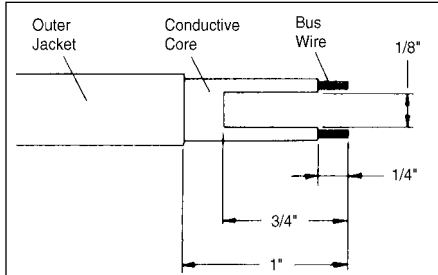 Outer
Jacket
Conductive
Core
Bus
Wire
1/8"
1/4"
3/4"
1"